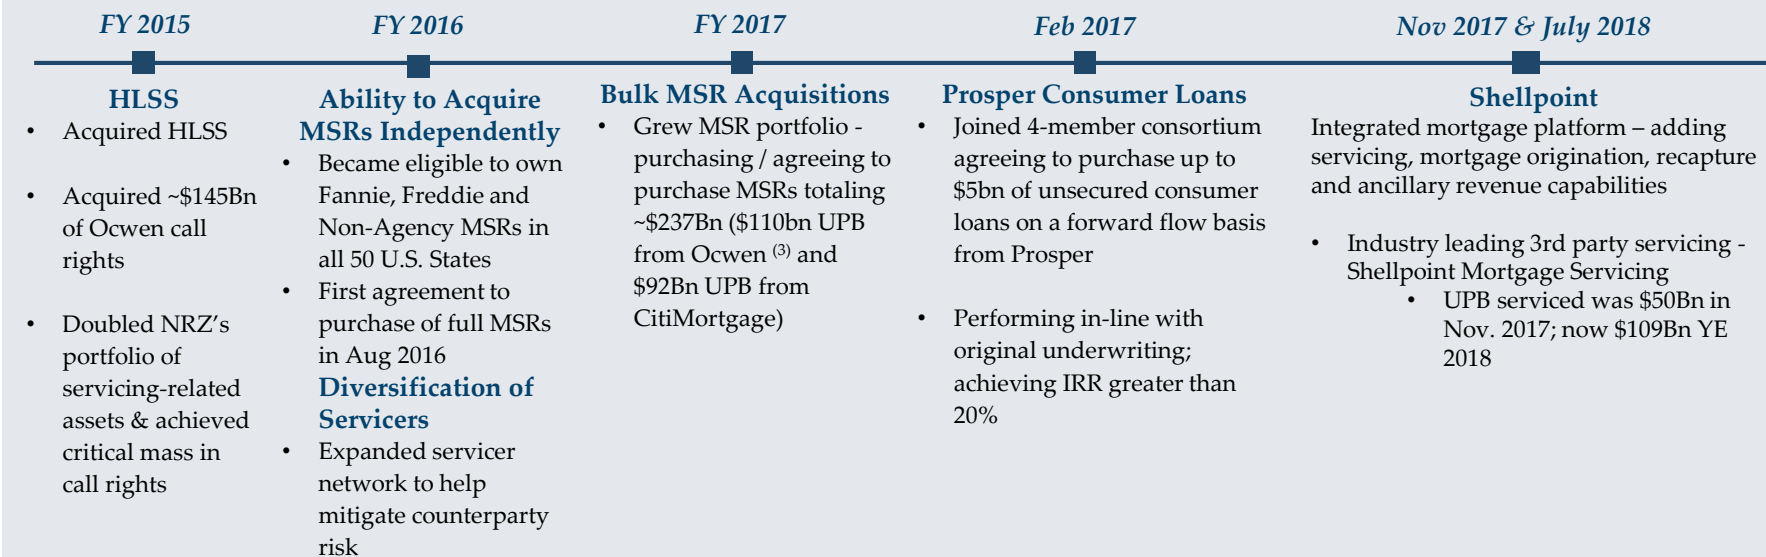 FY 2015
HLSS
• Acquired HLSS
• Acquired ~$145Bn
of Ocwen call
rights
• Doubled NRZ's
portfolio of
servicing-related
assets & achieved
critical mass in
call rights
FY 2016
Ability to Acquire
MSRs Independently
• Became eligible to own
Fannie, Freddie and
Non-Agency MSRs in
all 50 U.S. States
• First agreement to
purchase of full MSRs
in Aug 2016
Diversification of
Servicers
• Expanded servicer
network to help
mitigate counterparty
risk
FY 2017
Bulk MSR Acquisitions
• Grew MSR portfolio -
purchasing / agreeing to
purchase MSRs totaling
~$237Bn ($110bn UPB
from Ocwen (3) and
$92Bn UPB from
CitiMortgage)
Feb 2017
Prosper Consumer Loans
• Joined 4-member consortium
agreeing to purchase up to
$5bn of unsecured consumer
loans on a forward flow basis
from Prosper
• Performing in-line with
original underwriting;
achieving IRR greater than
20%
Nov 2017 & July 2018
Shellpoint
Integrated mortgage platform – adding
servicing, mortgage origination, recapture
and ancillary revenue capabilities
• Industry leading 3rd party servicing -
Shellpoint Mortgage Servicing
• UPB serviced was $50Bn in
Nov. 2017; now $109Bn YE
2018